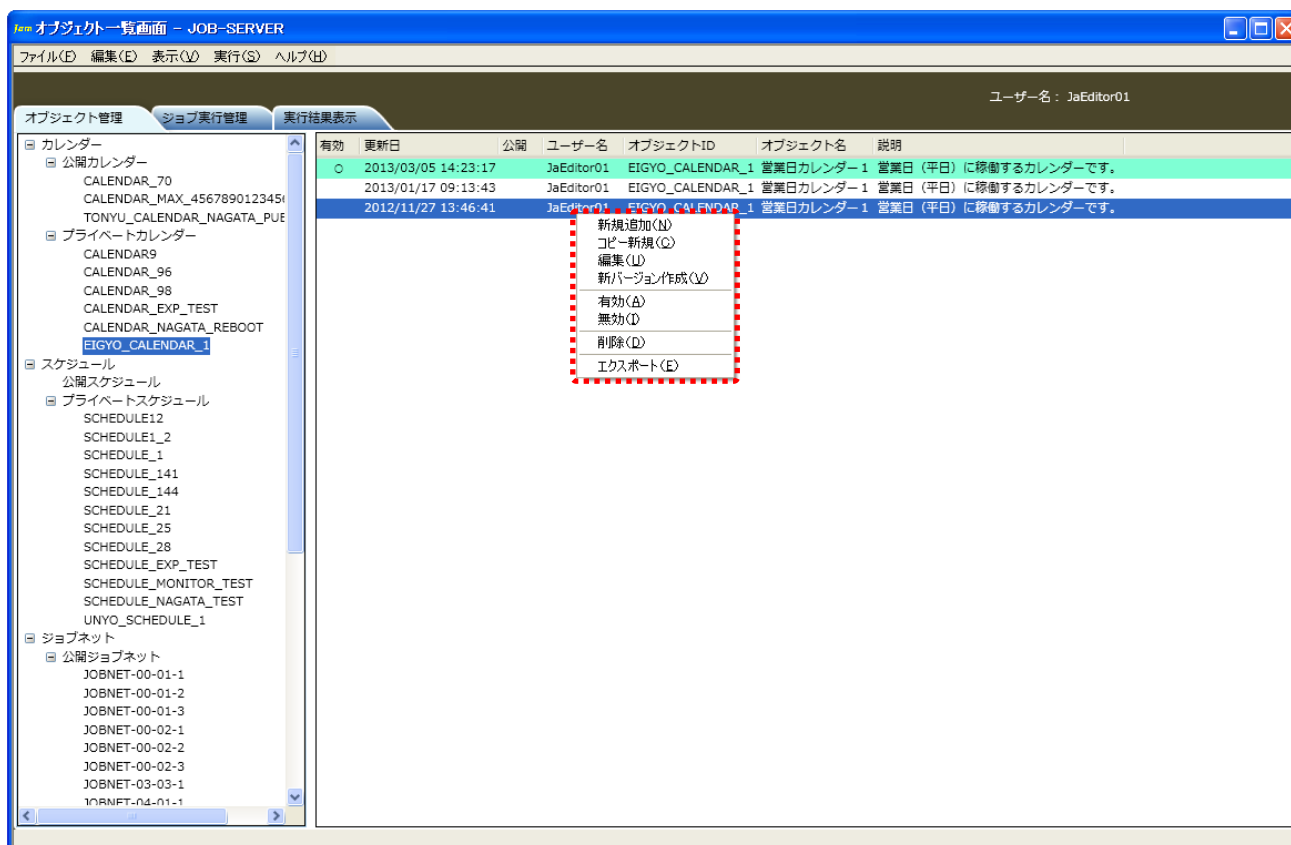 Jam オブジェクト一覧画面 - JOB-SERVER
ファイル(F) 編集(E) 表示(V) 実行(S) ヘルプ(H)
ユーザー名 : JaEditor01
オブジェクト管理 ジョブ実行管理 実行結果表示
カレンダー
公開カレンダー
CALENDAR_70
CALENDAR_MAX_456789012345
TONYU_CALENDAR_NAGATA_PUB
プライベートカレンダー
CALENDAR9
CALENDAR_96
CALENDAR_98
CALENDAR_EXP_TEST
CALENDAR_NAGATA_REBOOT
EIGYO_CALENDAR_1
スケジュール
公開スケジュール
プライベートスケジュール
SCHEDULE12
SCHEDULE1_2
SCHEDULE_1
SCHEDULE_141
SCHEDULE_144
SCHEDULE_21
SCHEDULE_25
SCHEDULE_28
SCHEDULE_EXP_TEST
SCHEDULE_MONITOR_TEST
SCHEDULE_NAGATA_TEST
UNYO_SCHEDULE_1
ジョブネット
公開ジョブネット
JOBNET-00-01-1
JOBNET-00-01-2
JOBNET-00-01-3
JOBNET-00-02-1
JOBNET-00-02-2
JOBNET-00-02-3
JOBNET-03-03-1
JOBNET-04-01-1
有効 更新日 公開 ユーザー名 オブジェクトID オブジェクト名 説明
○ 2013/03/05 14:23:17 JaEditor01 EIGYO_CALENDAR_1 営業日カレンダー1 営業日（平日）に稼働するカレンダーです。
2013/01/17 09:13:43 JaEditor01 EIGYO_CALENDAR_1 営業日カレンダー1 営業日（平日）に稼働するカレンダーです。
2012/11/27 13:46:41 JaEditor01 EIGYO_CALENDAR_1 営業日カレンダー1 営業日（平日）に稼働するカレンダーです。
新規追加(N)
コピー新規(C)
編集(U)
新バージョン作成(V)
有効(A)
無効(I)
削除(D)
エクスポート(E)